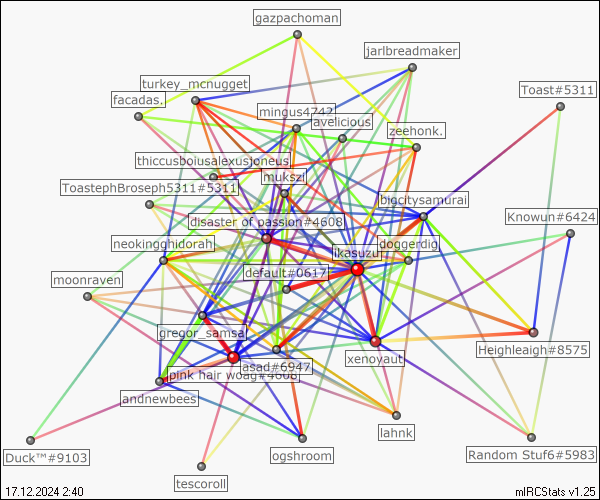 gazpachoman
jarlbreadmaker
turkey_mcnugget
Toast#5311
facadas.
mingus4742
avelicious
zeehonk.
thiccusboiusalexusjoneus
mukszi
ToastephBroseph5311#5311
bigcitysamurai
Knowun#6424
disaster of passion#4608
neokingghidorah
ikasuzu
doggerdig
default#0617
moonraven
gregor_samsa
xenoyaut
Heighleaigh#8575
asad#6947
pink hair woag#4608
andnewbees
lahnk
Duck™#9103
ogshroom
Random Stuf6#5983
tescoroll
17.12.2024 2:40
mIRCStats v1.25